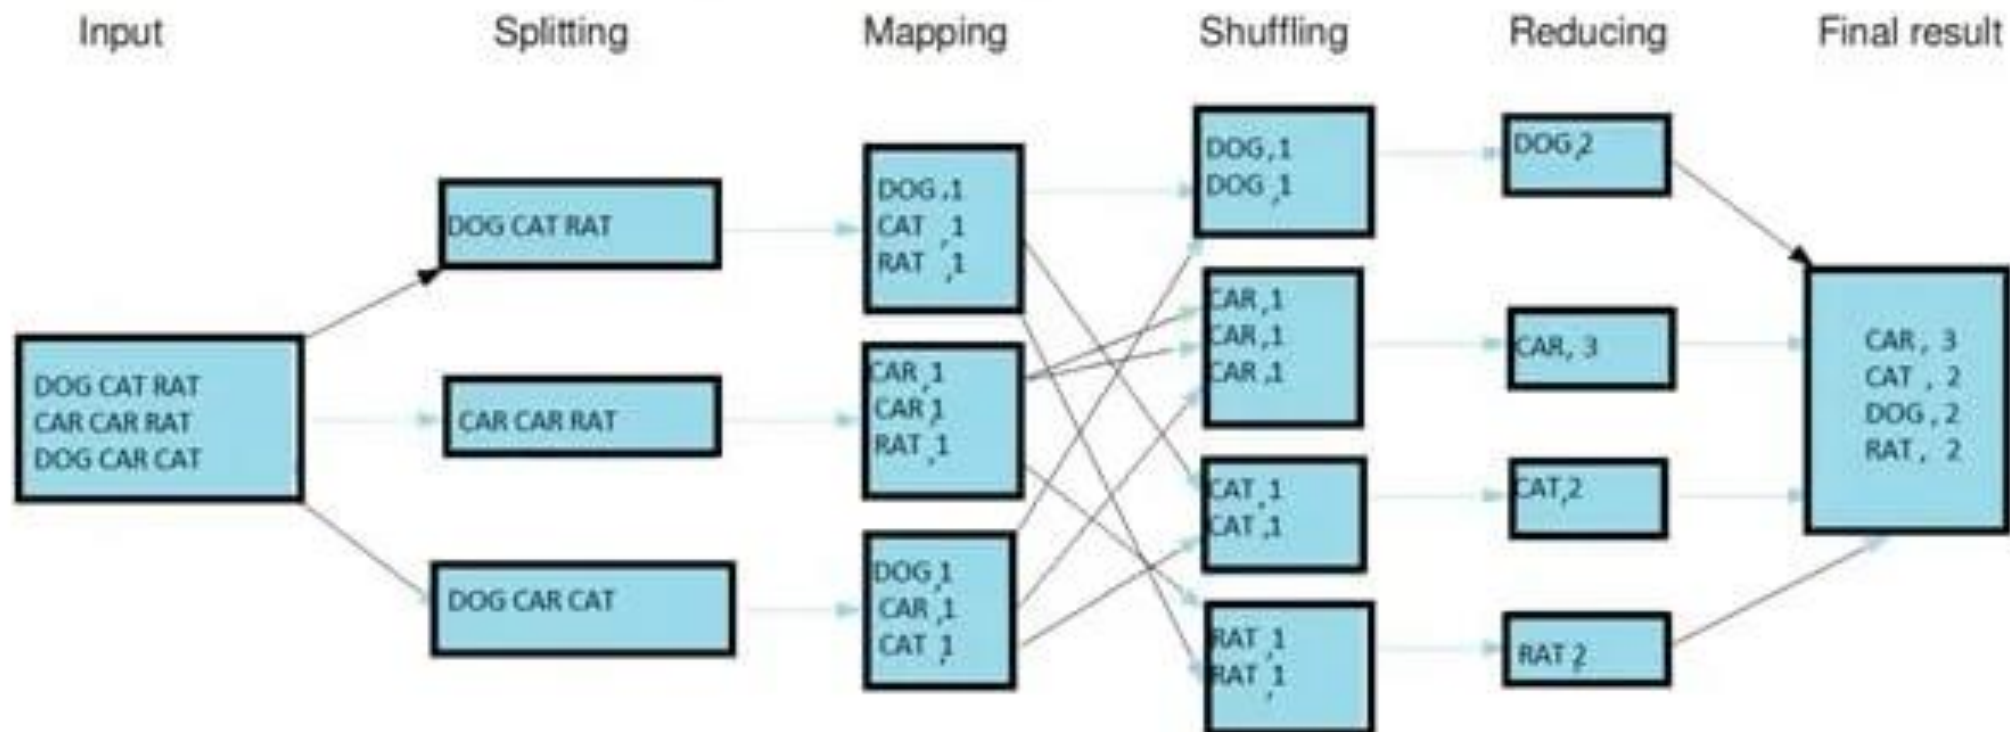 Input
Splitting
Mapping
Shuffling
Reducing
Final result
DOG CAT RAT
CAR CAR RAT
DOG CAR CAT
DOG CAT RAT
CAR CAR RAT
DOG CAR CAT
DOG,1
CAT ,1
RAT ,1
CAR,1
CAR,1
RAT,1
DOG,1
CAR,1
CAT ,1
DOG,1
DOG,1
CAR,1
CAR,1
CAR,1
CAT,1
CAT,1
RAT,1
RAT,1
DOG,2
CAR, 3
CAT,2
RAT,2
CAR, 3
CAT , 2
DOG, 2
RAT, 2